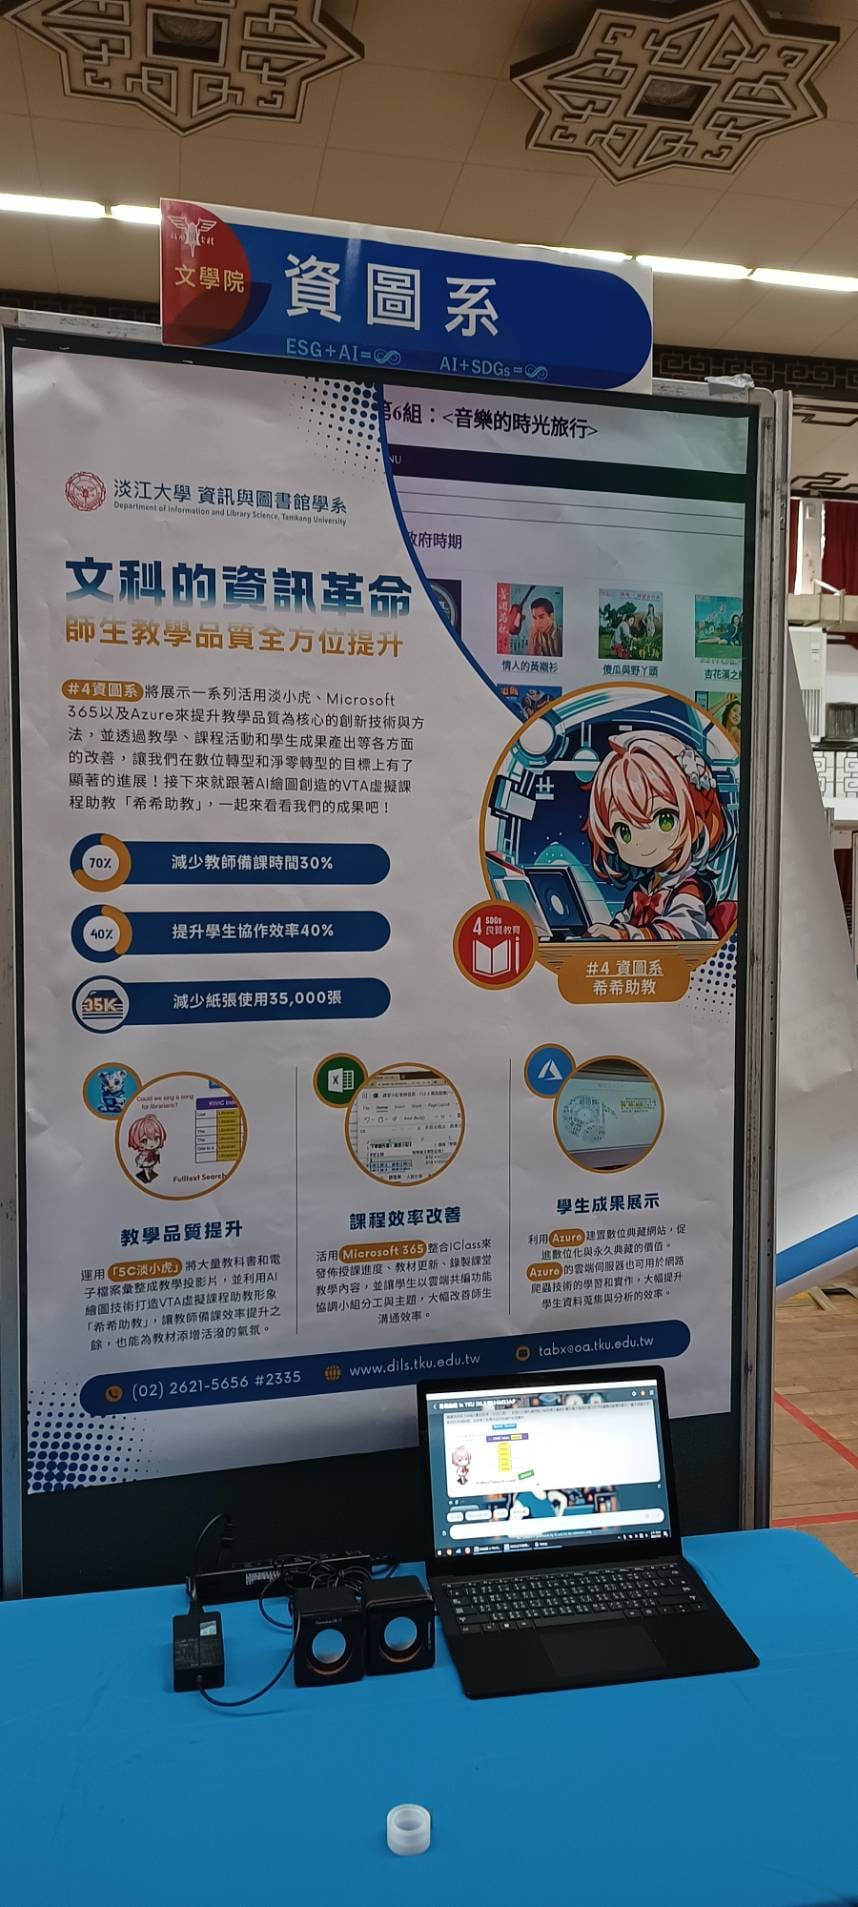 文學院
資圖系
ESG+AI=∞
AI+SDGs=∞
第6組：<音樂的時光旅行>
NU
政府時期
情人的黃襯衫
傻瓜與野丫頭
杏花溪之
淡江大學 資訊與圖書館學系
Department of Information and Library Science, Tamkang University
文科的資訊革命
師生教學品質全方位提升
#4資圖系 將展示一系列活用淡小虎、Microsoft
365以及Azure來提升教學品質為核心的創新技術與方
法，並透過教學、課程活動和學生成果產出等各方面
的改善，讓我們在數位轉型和淨零轉型的目標上有了
顯著的進展！接下來就跟著AI繪圖創造的VTA虛擬課
程助教「希希助教」，一起來看看我們的成果吧！
70%
減少教師備課時間30%
40%
提升學生協作效率40%
35K
減少紙張使用35,000張
4 SDGs
良質教育
#4 資圖系
希希助教
Could we sing a song
for librarians?
KWIC Ind
Fulltext Search
教學品質提升
運用「5C淡小虎」將大量教科書和電
子檔案彙整成教學投影片，並利用AI
繪圖技術打造VTA虛擬課程助教形象
「希希助教」，讓教師備課效率提升之
餘，也能為教材添增活潑的氣氛。
File Home Insert Share Page Layout
課程效率改善
活用 Microsoft 365 整合iClass來
發佈授課進度、教材更新、錄製課堂
教學內容，並讓學生以雲端共編功能
協調小組分工與主題，大幅改善師生
溝通效率。
學生成果展示
利用 Azure 建置數位典藏網站，促
進數位化與永久典藏的價值。
Azure 的雲端伺服器也可用於網路
爬蟲技術的學習和實作，大幅提升
學生資料蒐集與分析的效率。
(02) 2621-5656 #2335
www.dils.tku.edu.tw
tabx@oa.tku.edu.tw